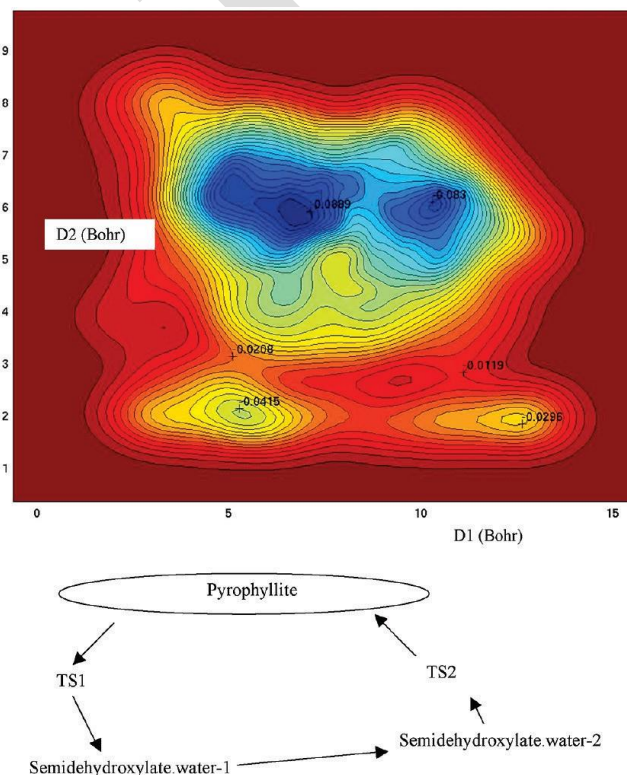 9
8
7
-0.0889
-0.083
6
D2 (Bohr)
5
4
-0.0208
3
-0.0119
-0.0415
2
-0.0296
1
0 5 10 15
D1 (Bohr)
Pyrophyllite
TS1
TS2
Semidehydroxylate.water-2
Semidehydroxylate.water-1